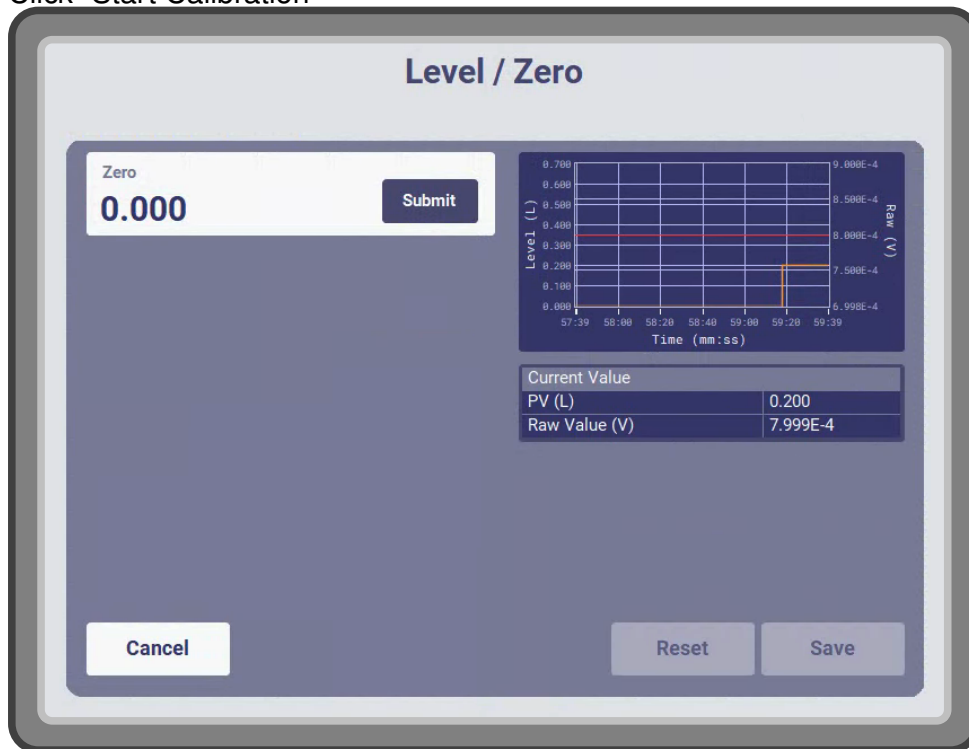 Click "Start Calibration"
Level / Zero
Zero
0.000
Submit
0.700
0.600
0.500
0.400
0.300
0.200
0.100
0.000
Level (L)
9.000E-4
8.500E-4
8.000E-4
7.500E-4
6.998E-4
Raw (V)
57:39 58:00 58:20 58:40 59:00 59:20 59:39
Time (mm:ss)
Current Value
PV (L) 0.200
Raw Value (V) 7.999E-4
Cancel
Reset
Save